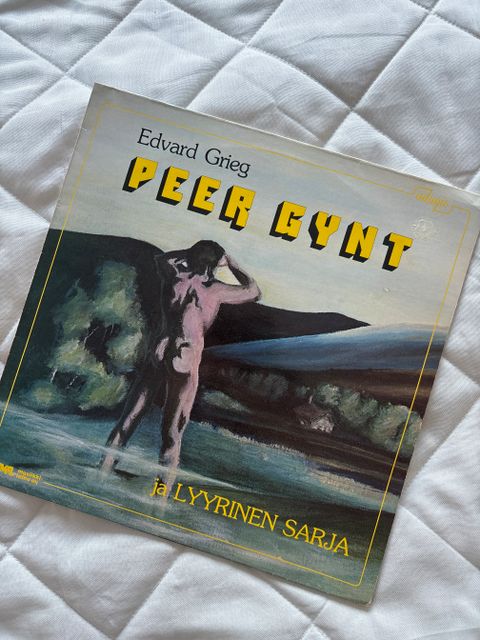 Edvard Grieg
PEER GYNT
ja LYYRINEN SARJA